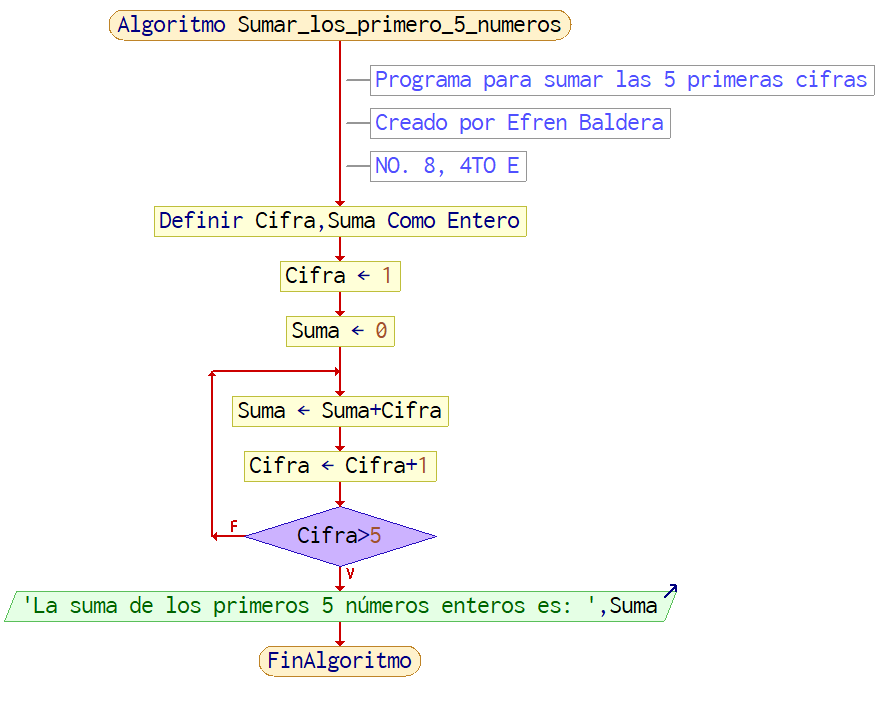 Algoritmo Sumar_los_primero_5_numeros
Programa para sumar las 5 primeras cifras
Creado por Efren Baldera
NO. 8, 4TO E
Definir Cifra,Suma Como Entero
Cifra ← 1
Suma ← 0
Suma ← Suma+Cifra
Cifra ← Cifra+1
F
Cifra>5
V
'La suma de los primeros 5 números enteros es: ',Suma
FinAlgoritmo